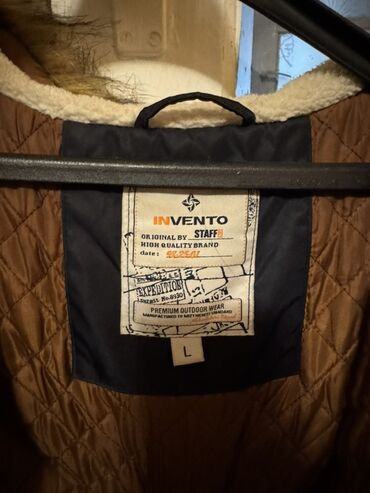 INVENTO
ORIGINAL BY STAFF
HIGH QUALITY BRAND
date:
EXPEDITION
PREMIUM OUTDOOR WEAR
L